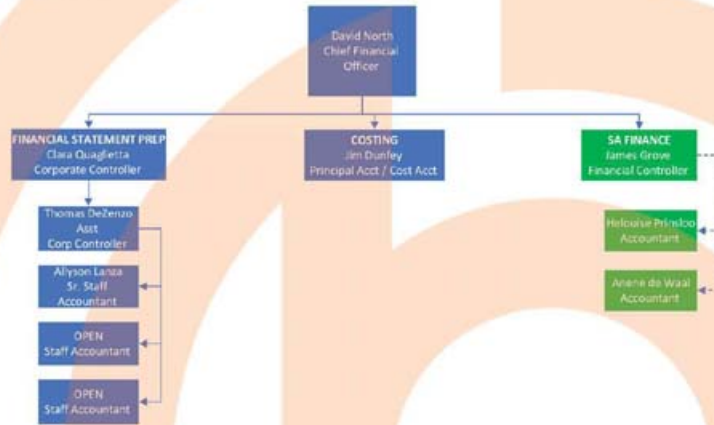 David North
Chief Financial
Officer
FINANCIAL STATEMENT PREP
Clara Quaglietta
Corporate Controller
COSTING
Jim Dunfey
Principal Acct / Cost Acct
SA FINANCE
James Grove
Financial Controller
Thomas DeZenzo
Asst
Corp Controller
Allyson Lanza
Sr. Staff
Accountant
OPEN
Staff Accountant
OPEN
Staff Accountant
Helouise Prinsloo
Accountant
Anene de Waal
Accountant